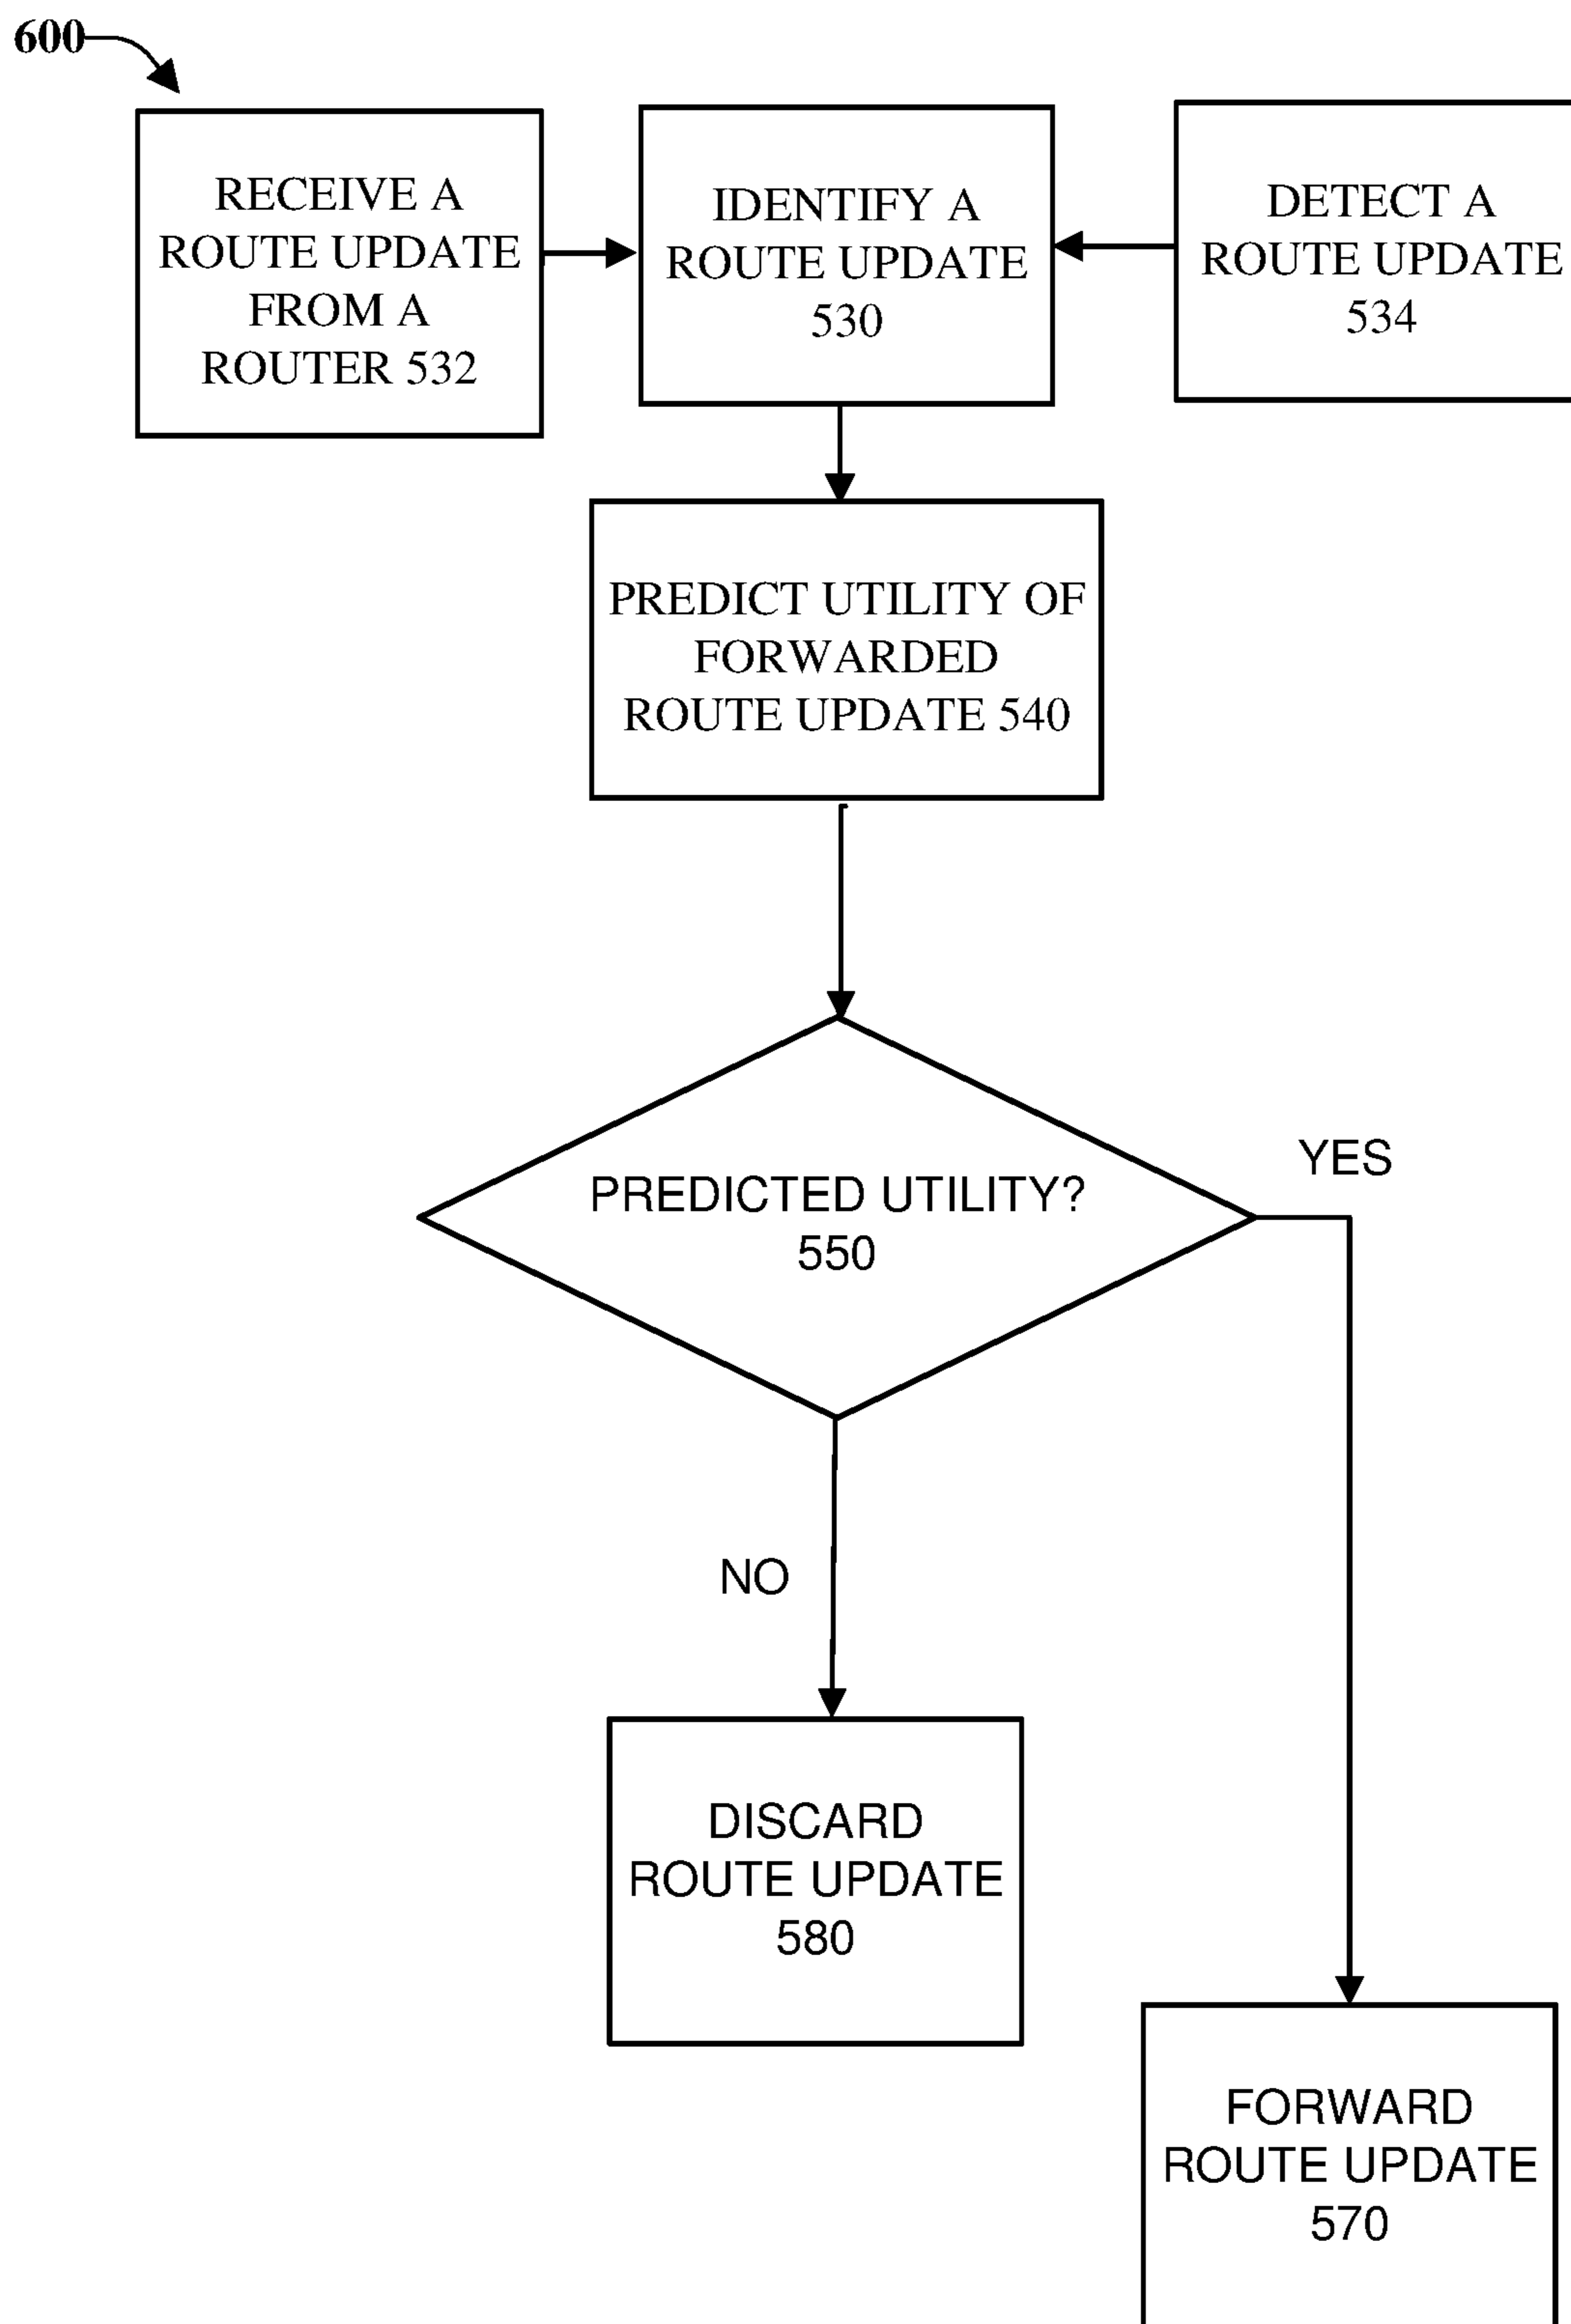 600
RECEIVE A
ROUTE UPDATE
FROM A
ROUTER 532
IDENTIFY A
ROUTE UPDATE
530
DETECT A
ROUTE UPDATE
534
PREDICT UTILITY OF
FORWARDED
ROUTE UPDATE 540
PREDICTED UTILITY?
550
YES
NO
DISCARD
ROUTE UPDATE
580
FORWARD
ROUTE UPDATE
570